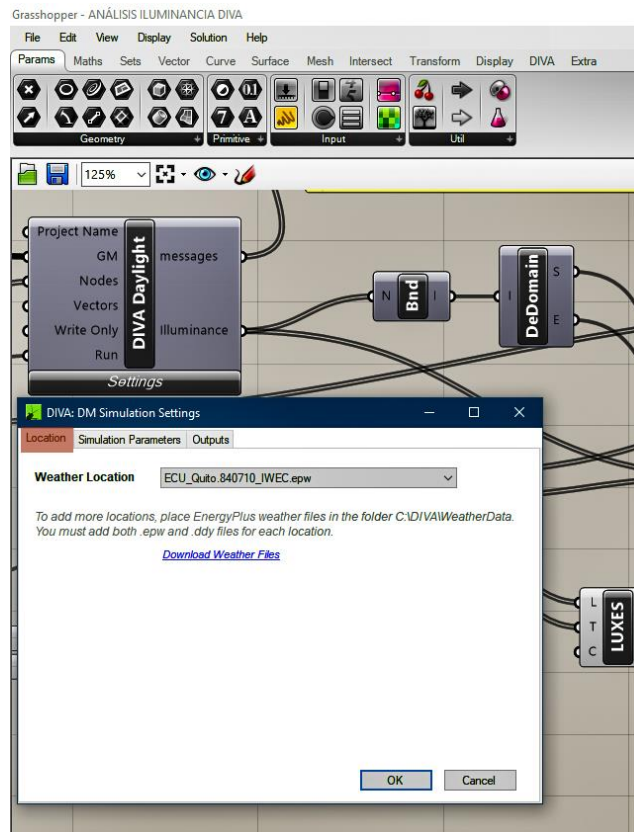 Grasshopper - ANÁLISIS ILUMINANCIA DIVA
File Edit View Display Solution Help
Params Maths Sets Vector Curve Surface Mesh Intersect Transform Display DIVA Extra
Geometry Primitive Input Util
125%
Project Name
GM
Nodes
Vectors
Write Only
Run
DIVA Daylight
messages
Illuminance
Settings
N Bnd I
I DeDomain S
E
DIVA: DM Simulation Settings
Location Simulation Parameters Outputs
Weather Location ECU_Quito.840710_IWEC.epw
To add more locations, place EnergyPlus weather files in the folder C:\DIVA\WeatherData.
You must add both .epw and .ddy files for each location.
Download Weather Files
L
T
C
LUXES
OK Cancel